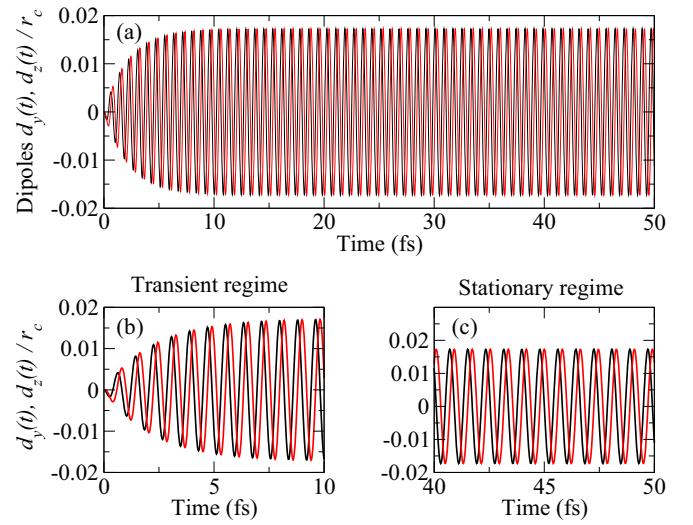 Dipoles d_y(t), d_z(t) / r_c
0.02
0.01
0
-0.01
-0.02
(a)
0 10 20 30 40 50
Time (fs)
Transient regime
Stationary regime
d_y(t), d_z(t) / r_c
0.02
0.01
0
-0.01
-0.02
(b)
0 5 10
Time (fs)
0.02
0.01
0
-0.01
-0.02
(c)
40 45 50
Time (fs)